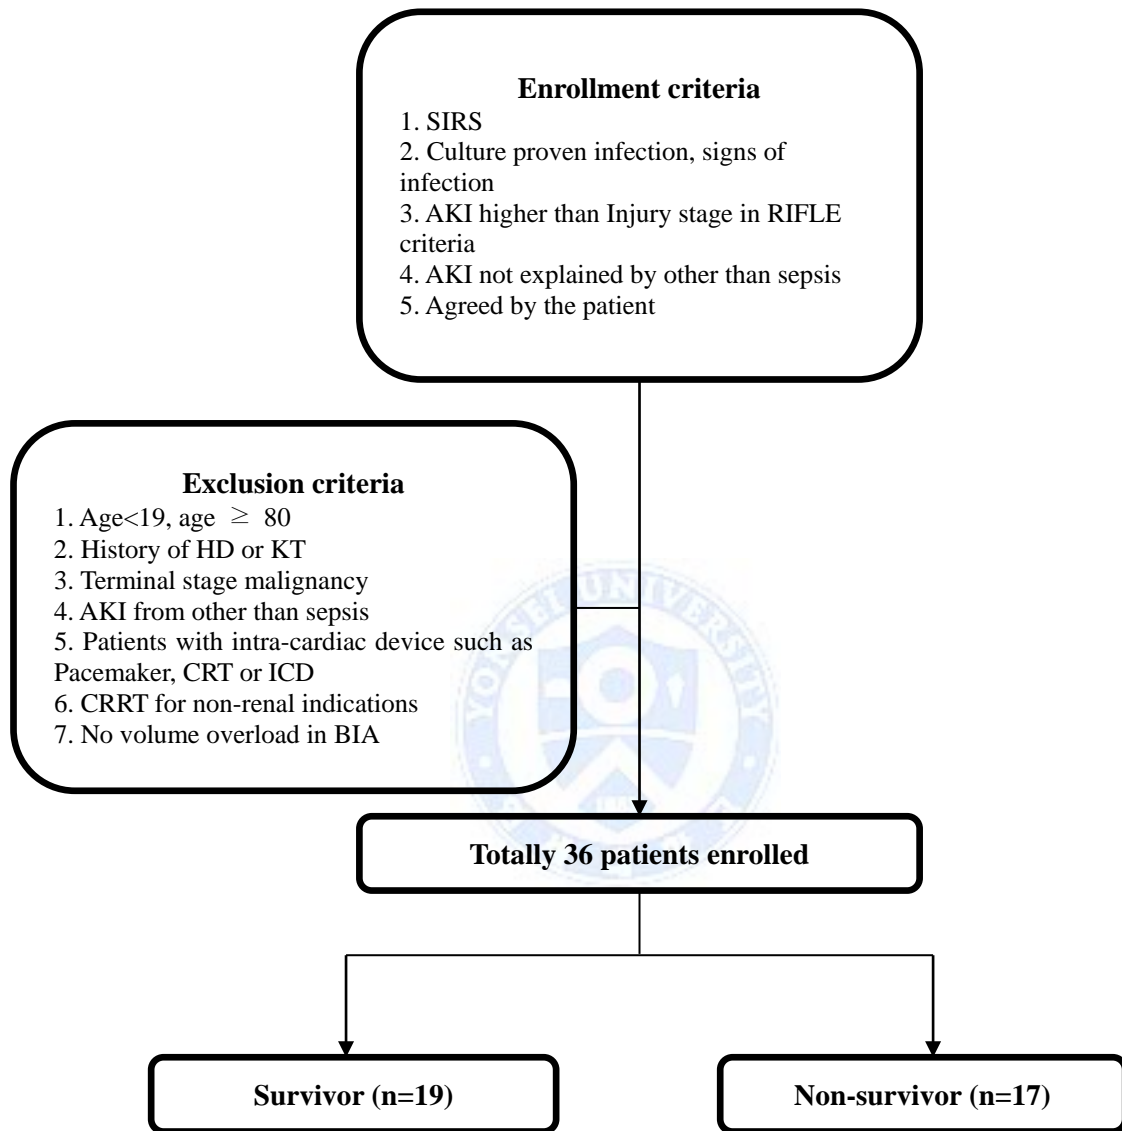 Enrollment criteria
1. SIRS
2. Culture proven infection, signs of
infection
3. AKI higher than Injury stage in RIFLE
criteria
4. AKI not explained by other than sepsis
5. Agreed by the patient
Exclusion criteria
1. Age<19, age ≥ 80
2. History of HD or KT
3. Terminal stage malignancy
4. AKI from other than sepsis
5. Patients with intra-cardiac device such as
Pacemaker, CRT or ICD
6. CRRT for non-renal indications
7. No volume overload in BIA
YONSEI UNIVERSITY
Totally 36 patients enrolled
Survivor (n=19)
Non-survivor (n=17)